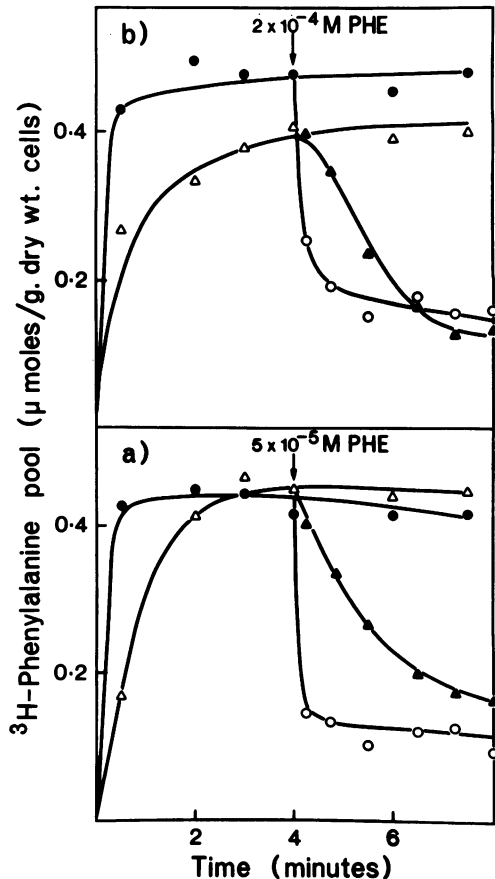 b)
2 x 10⁻⁴ M PHE
0.4
0.2
a)
5 x 10⁻⁵ M PHE
0.4
0.2
2
4
6
Time (minutes)
³H-Phenylalanine pool (μ moles/g. dry wt. cells)